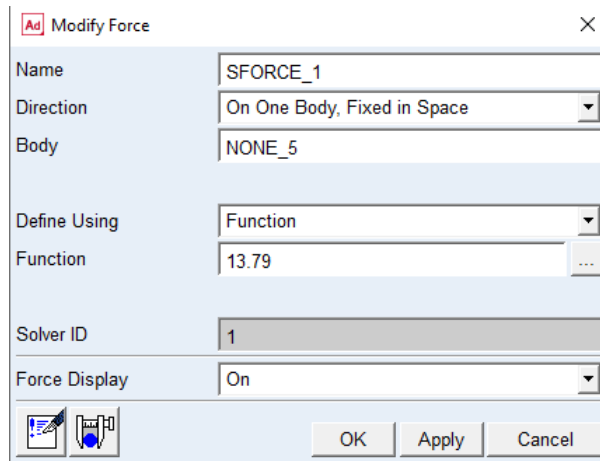 Ad Modify Force
Name SFORCE_1
Direction On One Body, Fixed in Space
Body NONE_5
Define Using Function
Function 13.79 ...
Solver ID 1
Force Display On
OK Apply Cancel